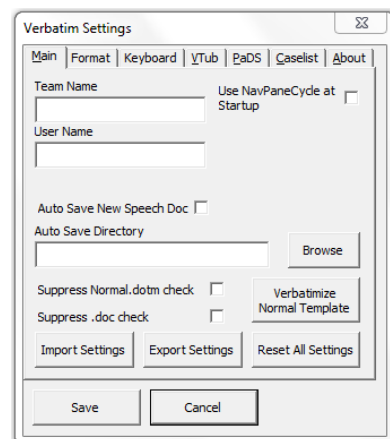 Verbatim Settings
Main Format Keyboard VTub PaDS Caselist About
Team Name
Use NavPaneCycle at
Startup
User Name
Auto Save New Speech Doc
Auto Save Directory
Browse
Suppress Normal.dotm check
Suppress .doc check
Verbatimize
Normal Template
Import Settings Export Settings Reset All Settings
Save Cancel